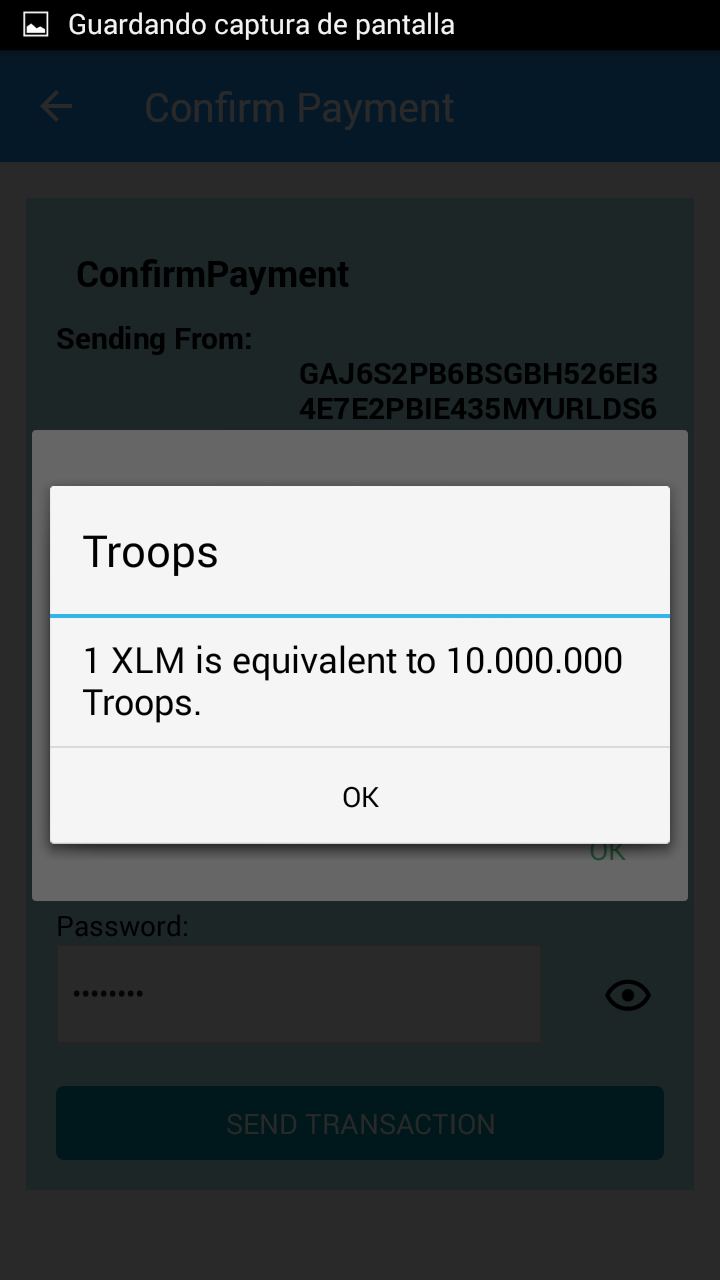 Guardando captura de pantalla
Confirm Payment
ConfirmPayment
Sending From:
GAJ6S2PB6BSGBH526EI3
4E7E2PBIE435MYURLDS6
Troops
1 XLM is equivalent to 10.000.000
Troops.
OK
OK
Password:
••••••••
SEND TRANSACTION